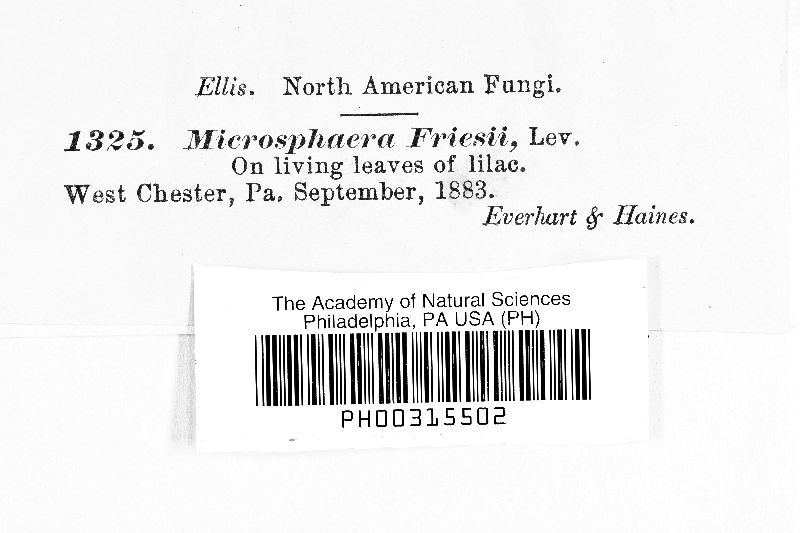 Ellis. North American Fungi.
1325. Microsphaera Friesii, Lev.
On living leaves of lilac.
West Chester, Pa. September, 1883.
Everhart & Haines.
The Academy of Natural Sciences
Philadelphia, PA USA (PH)
PH00315502